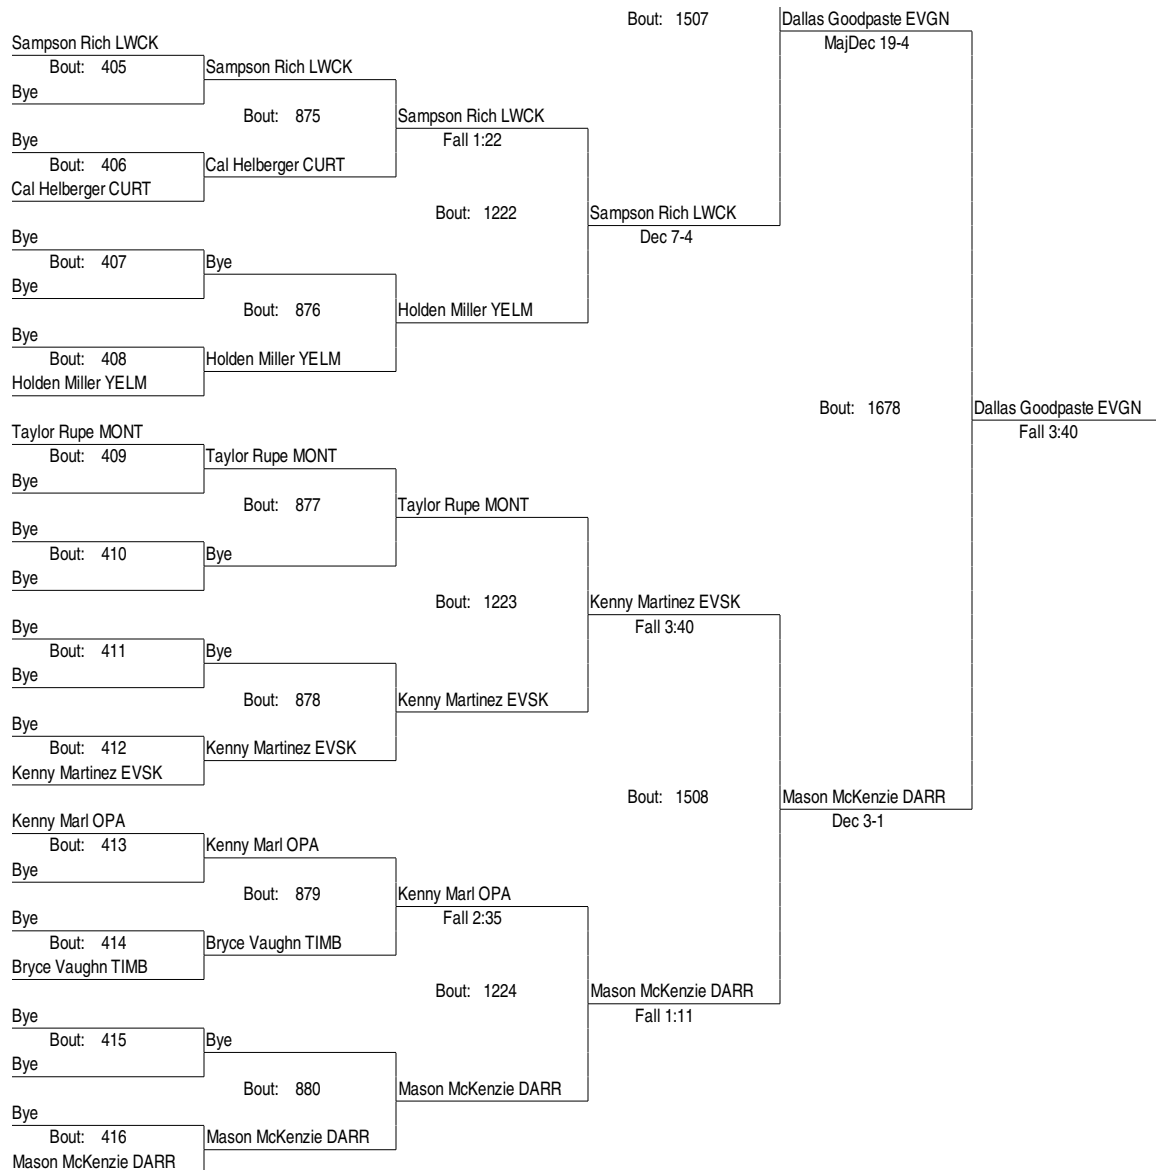 Bout: 1507
Dallas Goodpaste EVGN
MajDec 19-4
Sampson Rich LWCK
Bout: 405
Sampson Rich LWCK
Bye
Bout: 875
Sampson Rich LWCK
Fall 1:22
Bye
Bout: 406
Cal Helberger CURT
Cal Helberger CURT
Bout: 1222
Sampson Rich LWCK
Dec 7-4
Bye
Bout: 407
Bye
Bye
Bout: 876
Holden Miller YELM
Bye
Bout: 408
Holden Miller YELM
Holden Miller YELM
Bout: 1678
Dallas Goodpaste EVGN
Fall 3:40
Taylor Rupe MONT
Bout: 409
Taylor Rupe MONT
Bye
Bout: 877
Taylor Rupe MONT
Bye
Bout: 410
Bye
Bye
Bout: 1223
Kenny Martinez EVSK
Fall 3:40
Bye
Bout: 411
Bye
Bye
Bout: 878
Kenny Martinez EVSK
Bye
Bout: 412
Kenny Martinez EVSK
Kenny Martinez EVSK
Bout: 1508
Mason McKenzie DARR
Dec 3-1
Kenny Marl OPA
Bout: 413
Kenny Marl OPA
Bye
Bout: 879
Kenny Marl OPA
Fall 2:35
Bye
Bout: 414
Bryce Vaughn TIMB
Bryce Vaughn TIMB
Bout: 1224
Mason McKenzie DARR
Fall 1:11
Bye
Bout: 415
Bye
Bye
Bout: 880
Mason McKenzie DARR
Bye
Bout: 416
Mason McKenzie DARR
Mason McKenzie DARR